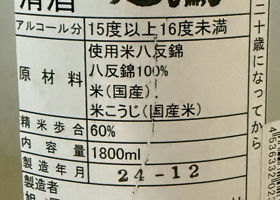 清酒
アルコール分 15度以上16度未満
原材料
使用米八反錦
八反錦100%
米(国産)
米こうじ(国産米)
精米歩合 60%
内容量 1800ml
製造年月 24-12
製造者
二十歳になってから